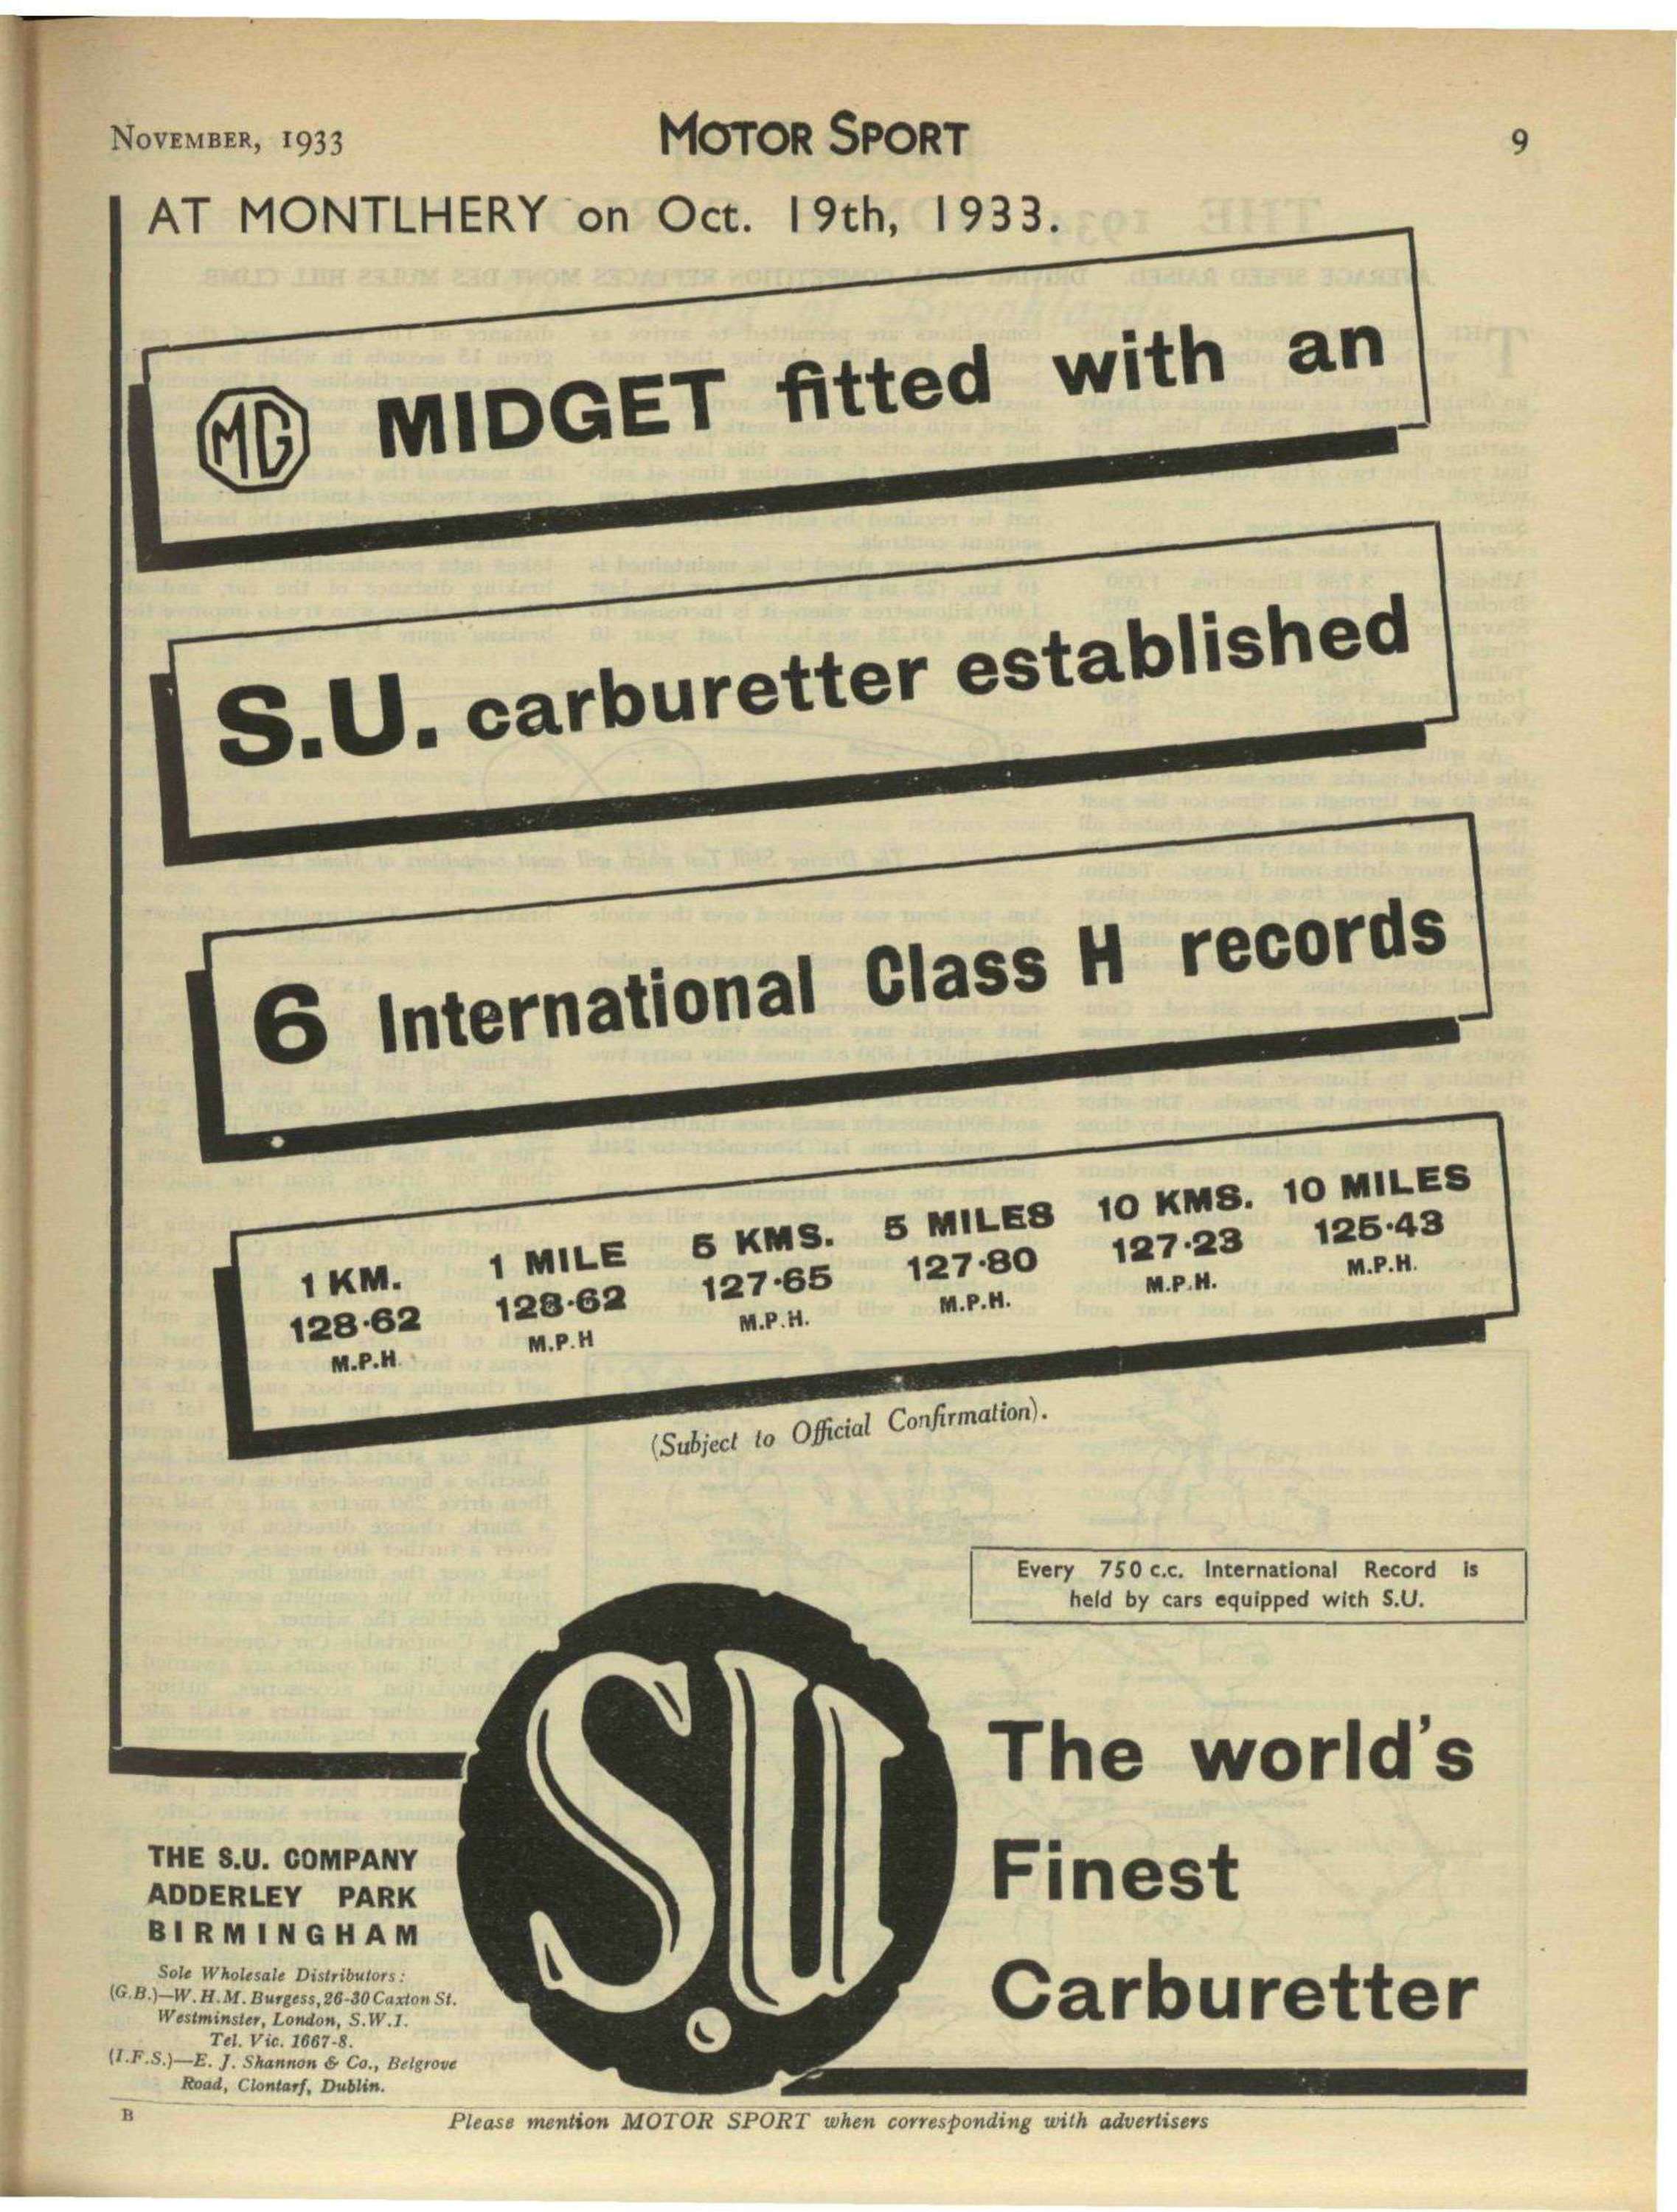 NOVEMBER, 1933
MOTOR SPORT
9
AT MONTLHERY on Oct. 19th, 1933.
MG MIDGET fitted with an
S.U. carburetter established
6 International Class H records
1 KM. 1 MILE 5 KMS. 5 MILES 10 KMS. 10 MILES
128·62 128·62 127·65 127·80 127·23 125·43
M.P.H. M.P.H M.P.H. M.P.H. M.P.H. M.P.H.
(Subject to Official Confirmation).
Every 750 c.c. International Record is
held by cars equipped with S.U.
SU
The world's
Finest
Carburetter
THE S.U. COMPANY
ADDERLEY PARK
BIRMINGHAM
Sole Wholesale Distributors:
(G.B.)—W.H.M. Burgess, 26-30 Caxton St.
Westminster, London, S.W.1.
Tel. Vic. 1667-8.
(I.F.S.)—E. J. Shannon & Co., Belgrove
Road, Clontarf, Dublin.
B
Please mention MOTOR SPORT when corresponding with advertisers